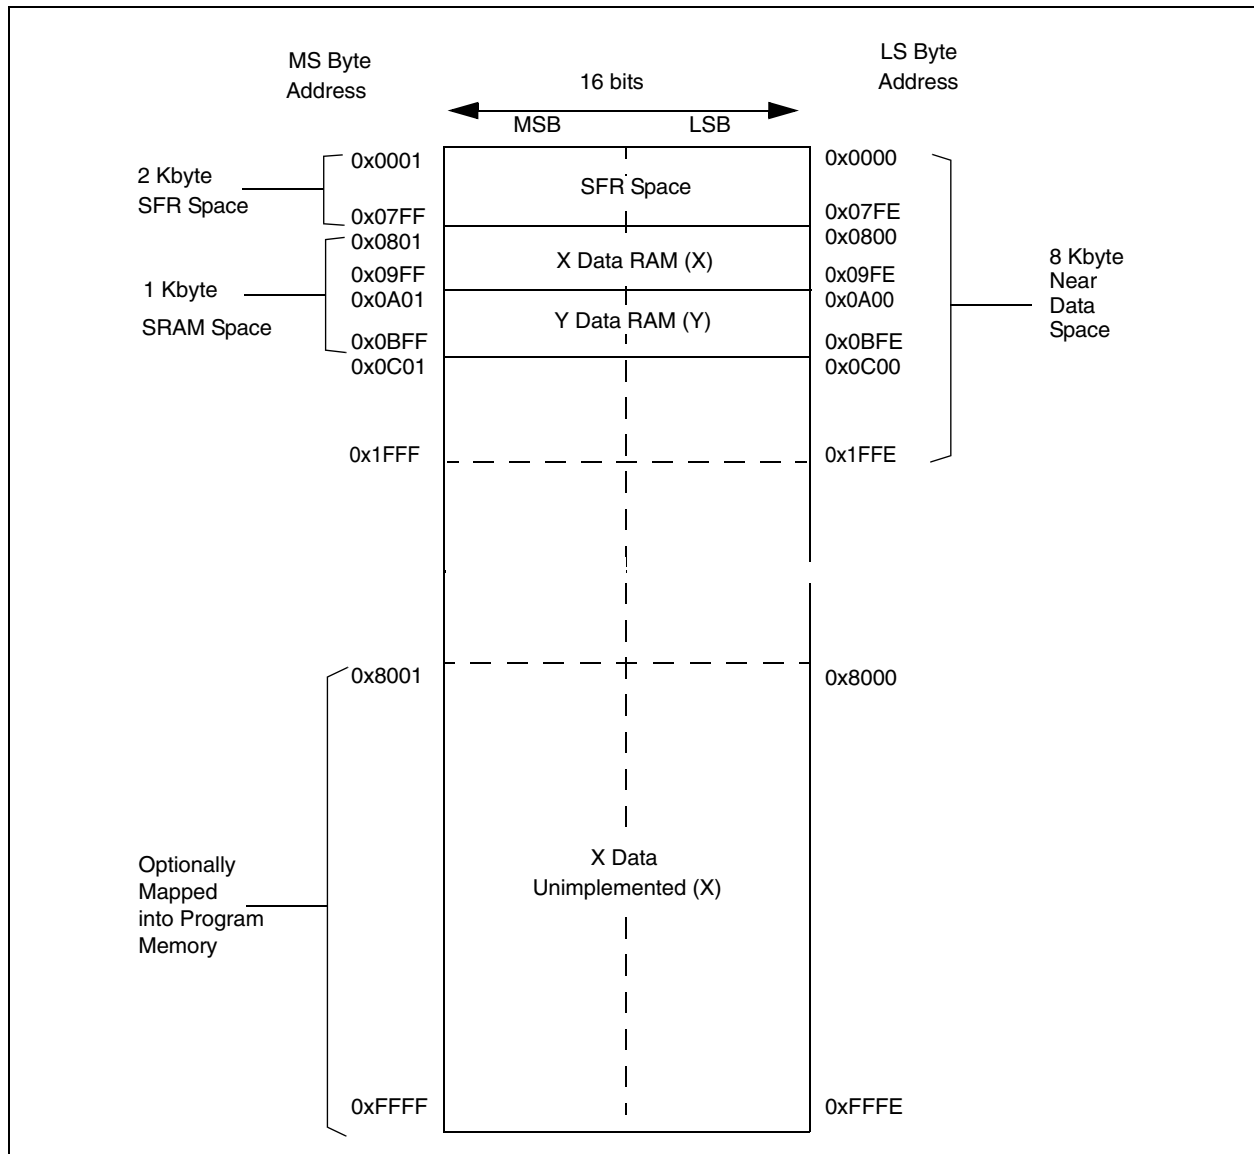 MS Byte
Address
16 bits
LS Byte
Address
MSB
LSB
2 Kbyte
SFR Space
0x0001
0x07FF
SFR Space
0x0000
0x07FE
1 Kbyte
SRAM Space
0x0801
0x09FF
0x0A01
0x0BFF
0x0C01
X Data RAM (X)
Y Data RAM (Y)
0x0800
0x09FE
0x0A00
0x0BFE
0x0C00
8 Kbyte
Near
Data
Space
0x1FFF
0x1FFE
0x8001
0x8000
Optionally
Mapped
into Program
Memory
X Data
Unimplemented (X)
0xFFFF
0xFFFE